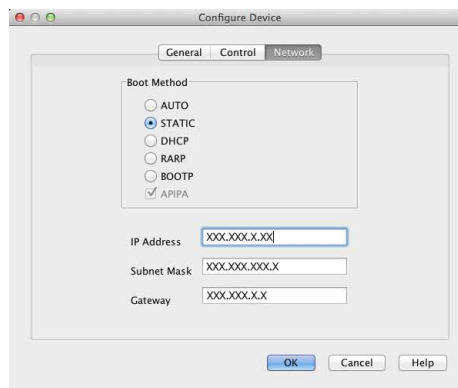 Configure Device
General Control Network
Boot Method
AUTO
STATIC
DHCP
RARP
BOOTP
APIPA
IP Address XXX.XXX.X.XX
Subnet Mask XXX.XXX.XXX.X
Gateway XXX.XXX.X.X
OK Cancel Help